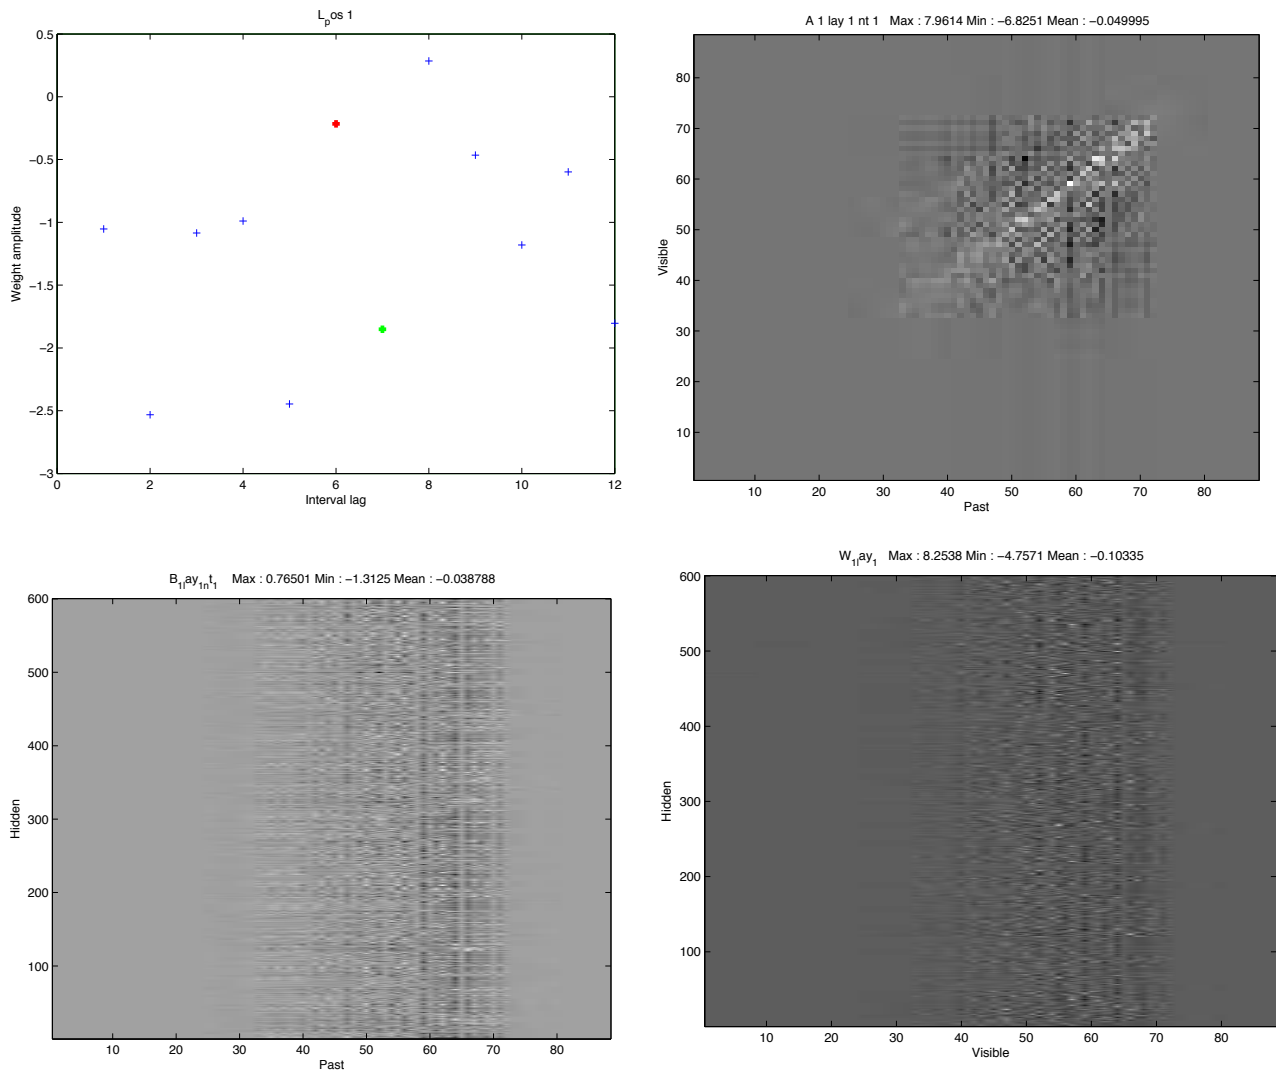 L_pos 1
0.5
0
−0.5
−1
−1.5
−2
−2.5
−3
Weight amplitude
0 2 4 6 8 10 12
Interval lag
A 1 lay 1 nt 1 Max : 7.9614 Min : −6.8251 Mean : −0.049995
80
70
60
50
40
30
20
10
Visible
10 20 30 40 50 60 70 80
Past
B_1l ay_1n t_1 Max : 0.76501 Min : −1.3125 Mean : −0.038788
600
500
400
300
200
100
Hidden
10 20 30 40 50 60 70 80
Past
W_1l ay_1 Max : 8.2538 Min : −4.7571 Mean : −0.10335
600
500
400
300
200
100
Hidden
10 20 30 40 50 60 70 80
Visible